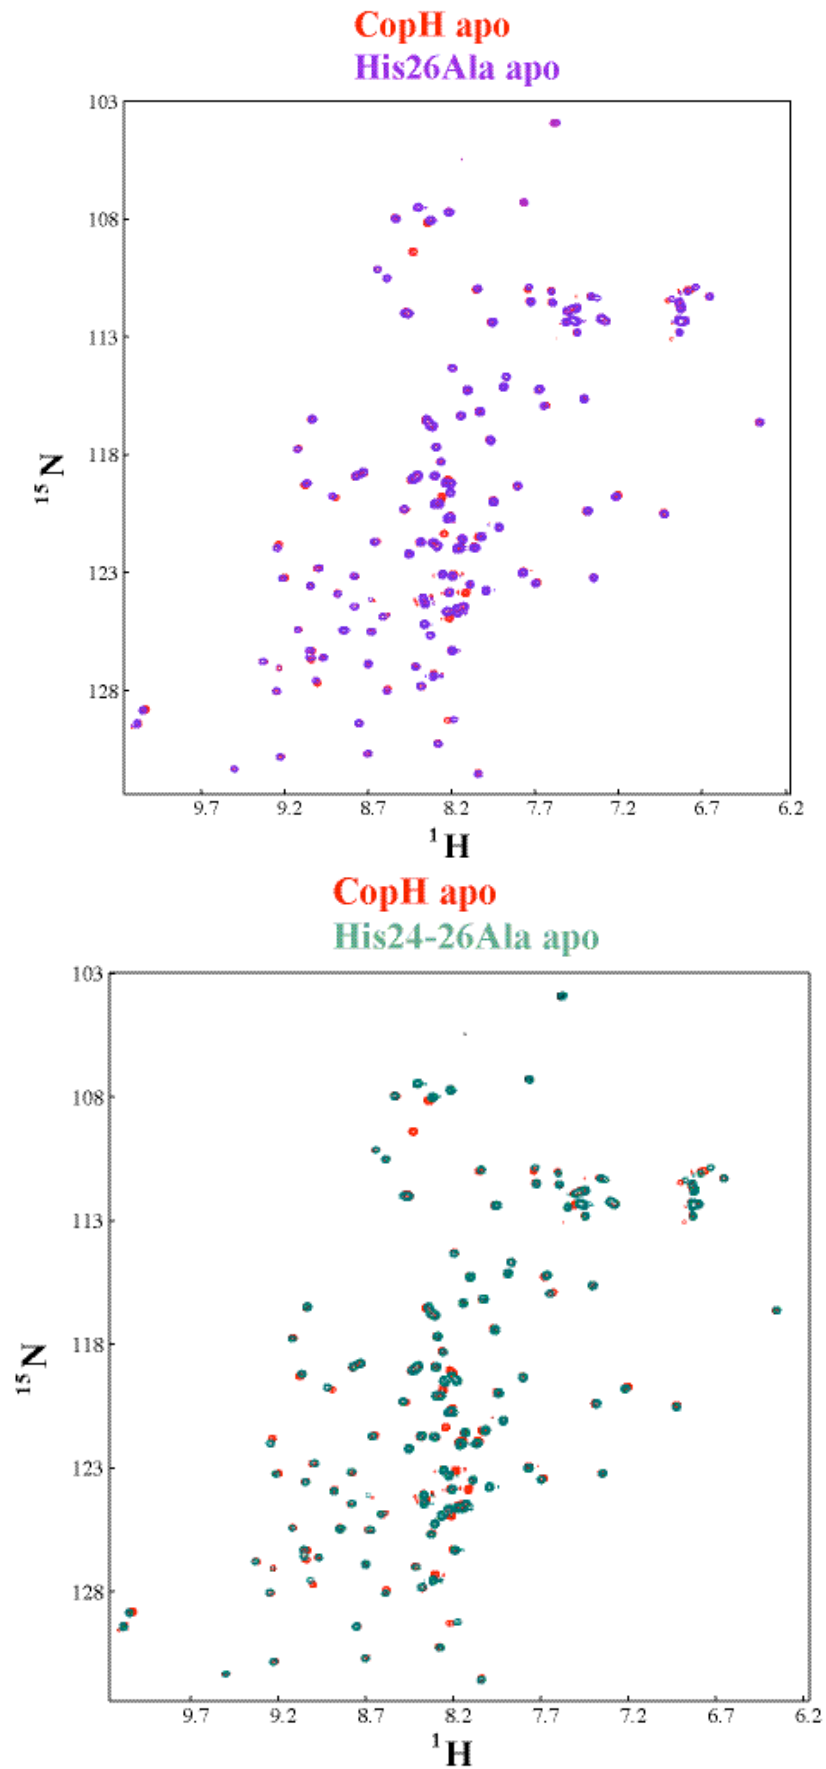 CopH apo
His26Ala apo
103
108
113
118
123
128
15N
9.7 9.2 8.7 8.2 7.7 7.2 6.7 6.2
1H
CopH apo
His24-26Ala apo
103
108
113
118
123
128
15N
9.7 9.2 8.7 8.2 7.7 7.2 6.7 6.2
1H